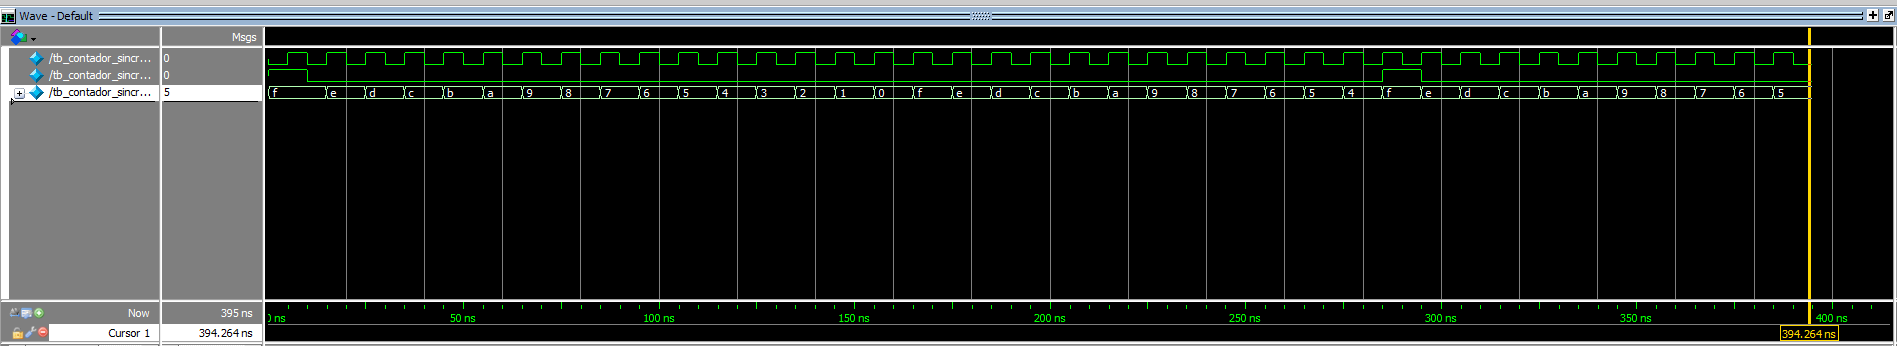 Wave - Default
Msgs
/tb_contador_sincr... 0
/tb_contador_sincr... 0
/tb_contador_sincr... 5 f e d c b a 9 8 7 6 5 4 3 2 1 0 f e d c b a 9 8 7 6 5 4 f e d c b a 9 8 7 6 5
Now 395 ns ns 50 ns 100 ns 150 ns 200 ns 250 ns 300 ns 350 ns 400 ns
Cursor 1 394.264 ns 394.264 ns